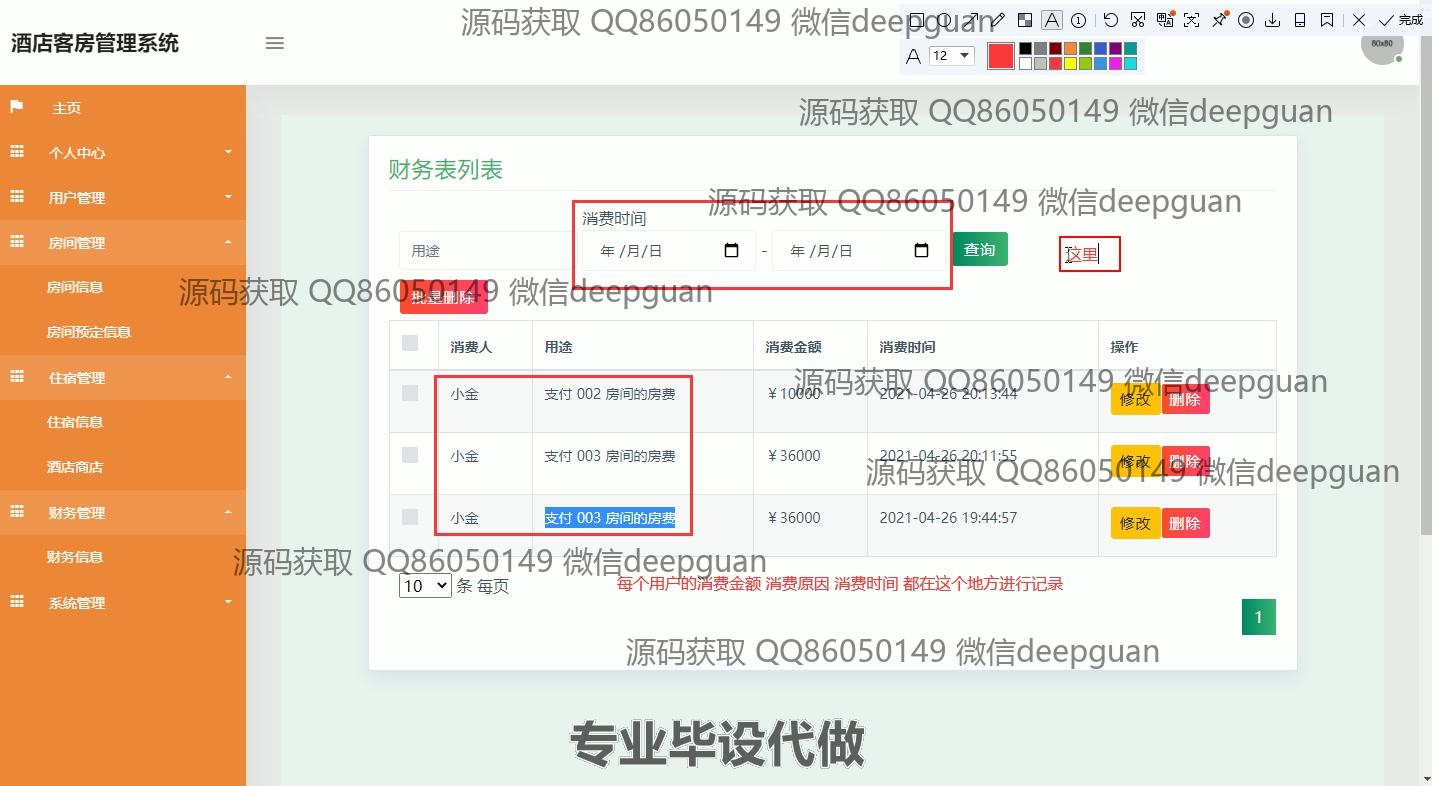 源码获取 QQ86050149 微信deepguan
完成
酒店客房管理系统
A 12
80x80
主页
源码获取 QQ86050149 微信deepguan
个人中心
财务表列表
用户管理
源码获取 QQ86050149 微信deepguan
消费时间
房间管理
用途
年 /月/日 - 年 /月/日
查询
这里
房间信息
源码获取 QQ86050149 微信deepguan
批量删除
房间预定信息
消费人 用途 消费金额 消费时间 操作
住宿管理
源码获取 QQ86050149 微信deepguan
小金 支付 002 房间的房费 ￥10000 2021-04-26 20:13:44 修改 删除
住宿信息
小金 支付 003 房间的房费 ￥36000 2021-04-26 20:11:55 修改 删除
酒店商店
源码获取 QQ86050149 微信deepguan
财务管理
小金 支付 003 房间的房费 ￥36000 2021-04-26 19:44:57 修改 删除
财务信息
源码获取 QQ86050149 微信deepguan
10 条 每页
每个用户的消费金额 消费原因 消费时间 都在这个地方进行记录
系统管理
1
源码获取 QQ86050149 微信deepguan
专业毕设代做